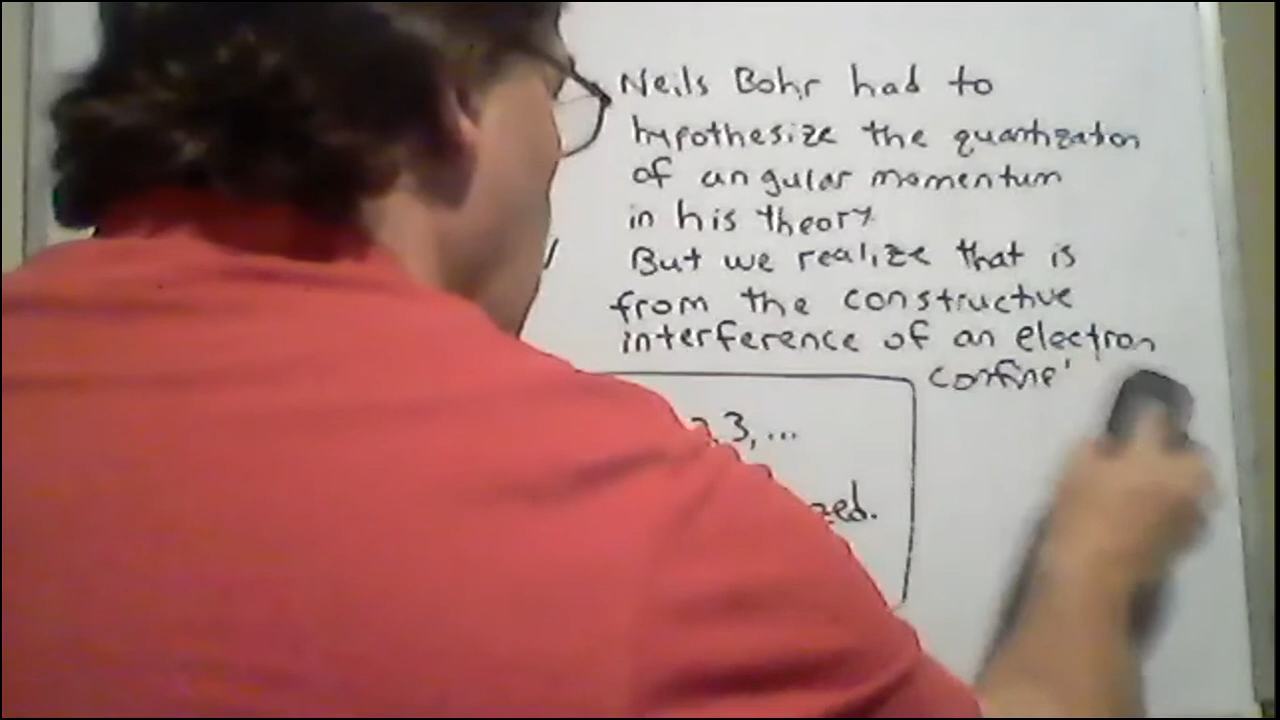 Neils Bohr had to
hypothesize the quantization
of angular momentum
in his theory.
But we realize that is
from the constructive
interference of an electron
confine
3, ...
zed.